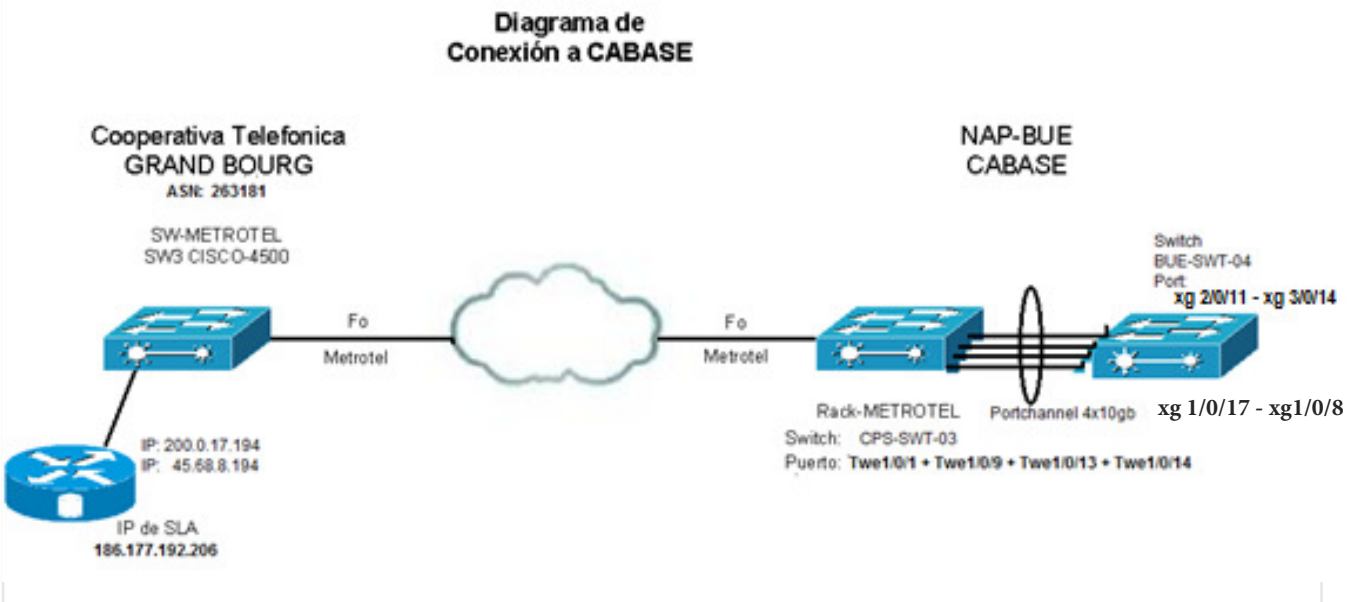 Diagrama de
Conexión a CABASE
Cooperativa Telefonica
GRAND BOURG
ASN: 263181
SW-METROTEL
SW3 CISCO-4500
NAP-BUE
CABASE
Switch
BUE-SWT-04
Port:
xg 2/0/11 - xg 3/0/14
Fo
Metrotel
Fo
Metrotel
Rack-METROTEL
Switch: CPS-SWT-03
Puerto: Twe1/0/1 + Twe1/0/9 + Twe1/0/13 + Twe1/0/14
Portchannel 4x10gb
xg 1/0/17 - xg1/0/8
IP: 200.0.17.194
IP: 45.68.8.194
IP de SLA
186.177.192.206